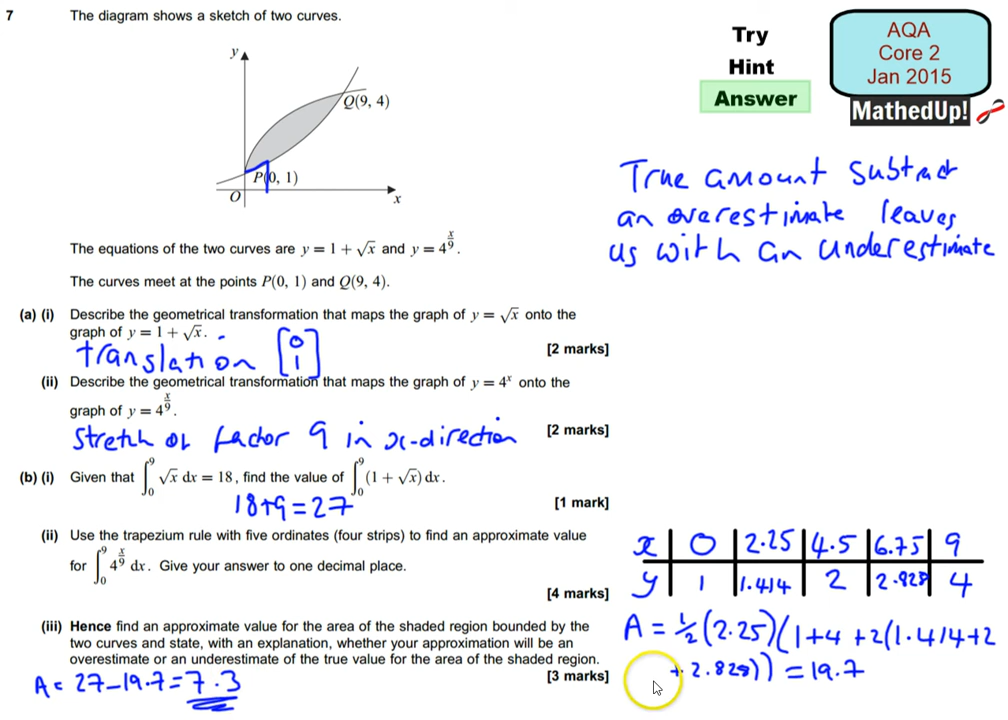 7 The diagram shows a sketch of two curves.
y
Q(9, 4)
P(0, 1)
O
x
The equations of the two curves are y = 1 + √x and y = 4^(x/9).
The curves meet at the points P(0, 1) and Q(9, 4).
(a) (i) Describe the geometrical transformation that maps the graph of y = √x onto the
graph of y = 1 + √x.
[2 marks]
translation [0 1]
(ii) Describe the geometrical transformation that maps the graph of y = 4^x onto the
graph of y = 4^(x/9).
[2 marks]
Stretch of factor 9 in x-direction
(b) (i) Given that ∫₀⁹ √x dx = 18, find the value of ∫₀⁹ (1 + √x) dx.
[1 mark]
18+9=27
(ii) Use the trapezium rule with five ordinates (four strips) to find an approximate value
for ∫₀⁹ 4^(x/9) dx. Give your answer to one decimal place.
[4 marks]
(iii) Hence find an approximate value for the area of the shaded region bounded by the
two curves and state, with an explanation, whether your approximation will be an
overestimate or an underestimate of the true value for the area of the shaded region.
[3 marks]
A = 27-19.7=7.3
Try
Hint
Answer
AQA
Core 2
Jan 2015
MathedUp!
True amount subtract
an overestimate leaves
us with an underestimate
x | 0 | 2.25 | 4.5 | 6.75 | 9
y | 1 | 1.414 | 2 | 2.828 | 4
A = ½(2.25)(1+4+2(1.414+2
+2.828)) = 19.7